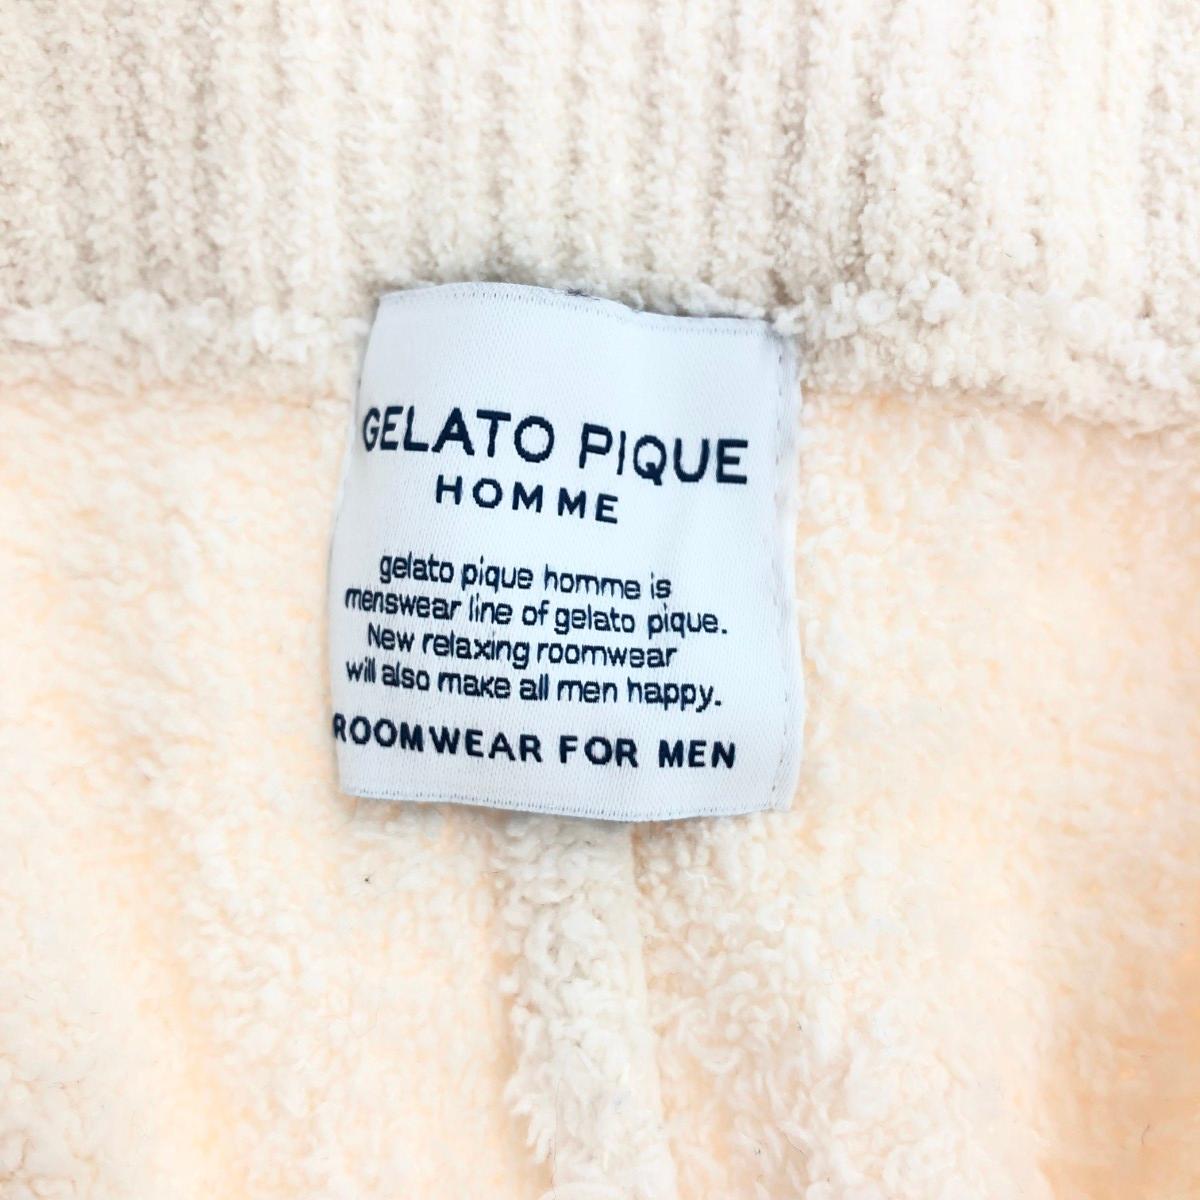 GELATO PIQUE
HOMME
gelato pique homme is
menswear line of gelato pique.
New relaxing roomwear
will also make all men happy.
ROOMWEAR FOR MEN